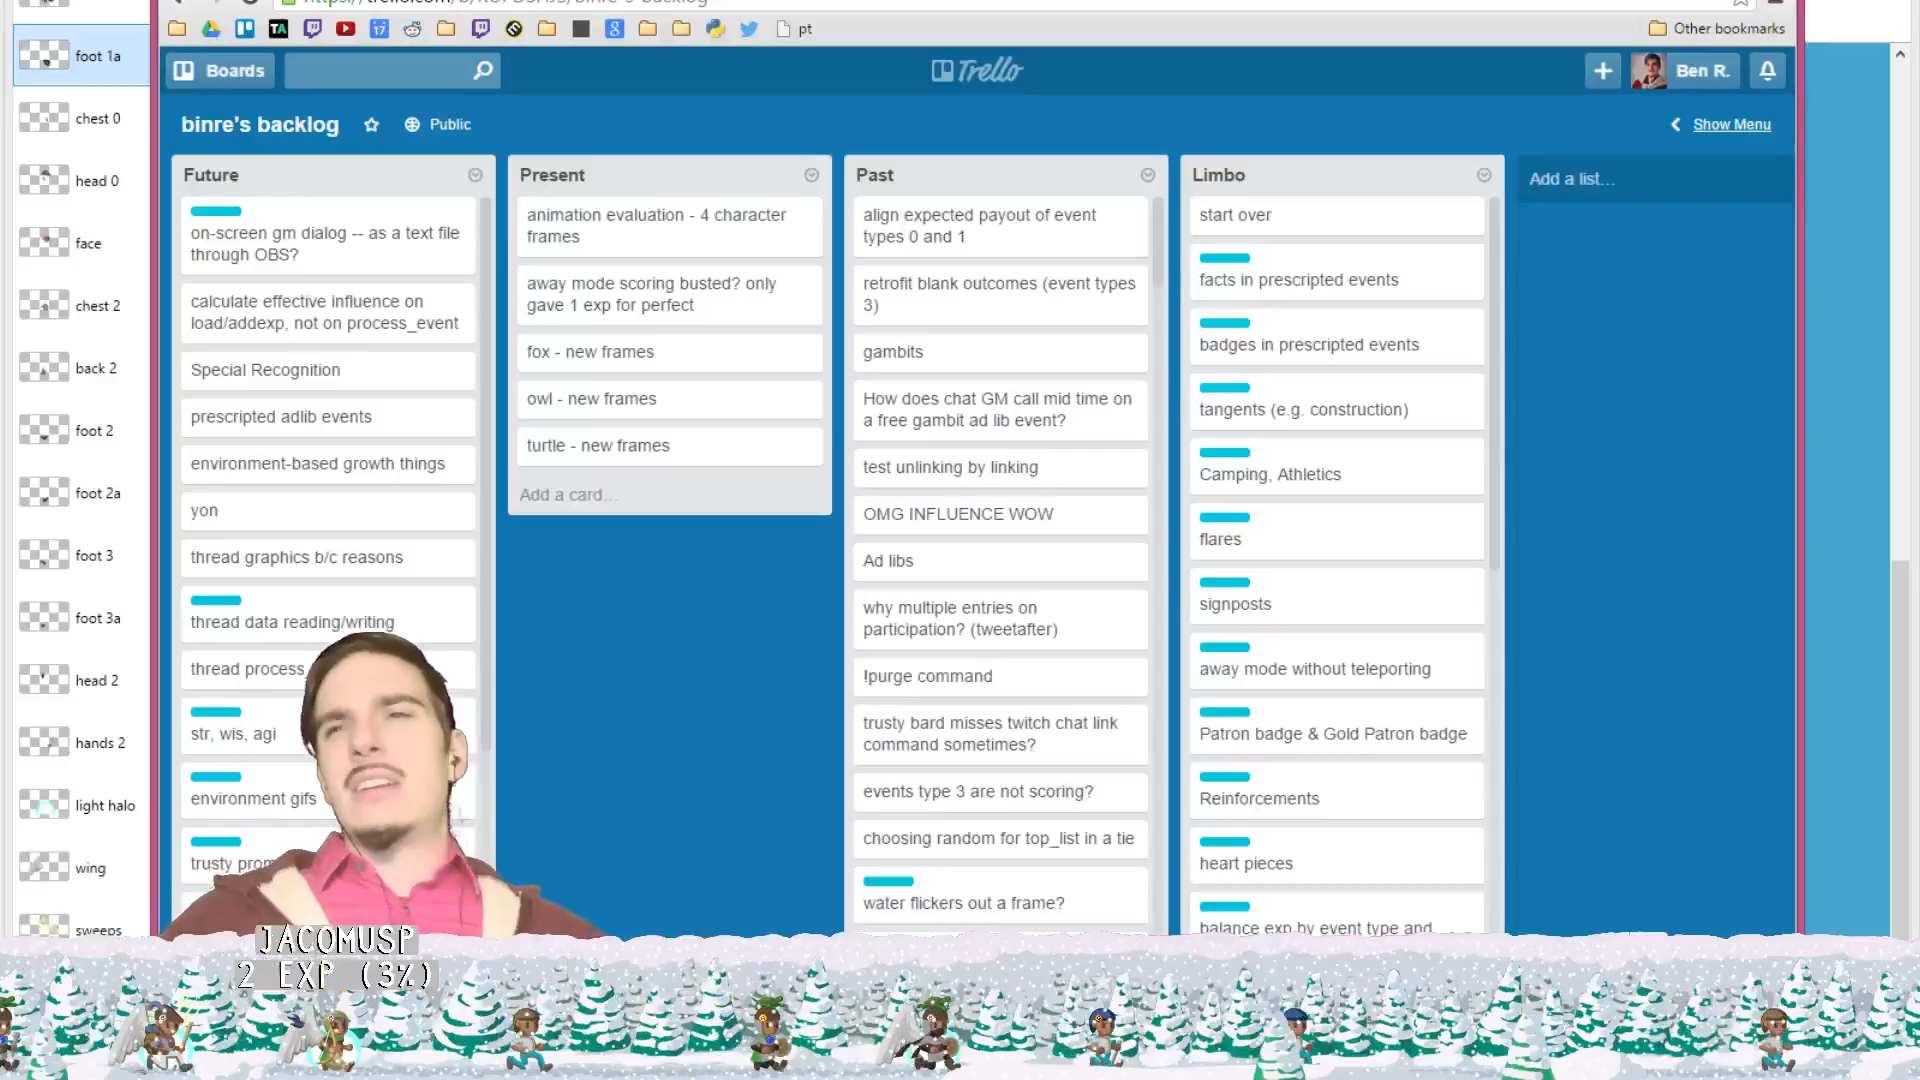 foot 1a
chest 0
head 0
face
chest 2
back 2
foot 2
foot 2a
foot 3
foot 3a
head 2
hands 2
light halo
wing
sweeps
pt
Other bookmarks
Boards
Trello
Ben R.
binre's backlog
Public
Show Menu
Future
on-screen gm dialog -- as a text file
through OBS?
calculate effective influence on
load/addexp, not on process_event
Special Recognition
prescripted adlib events
environment-based growth things
yon
thread graphics b/c reasons
thread data reading/writing
thread process
str, wis, agi
environment gifs
trusty
Present
animation evaluation - 4 character
frames
away mode scoring busted? only
gave 1 exp for perfect
fox - new frames
owl - new frames
turtle - new frames
Add a card...
Past
align expected payout of event
types 0 and 1
retrofit blank outcomes (event types
3)
gambits
How does chat GM call mid time on
a free gambit ad lib event?
test unlinking by linking
OMG INFLUENCE WOW
Ad libs
why multiple entries on
participation? (tweetafter)
!purge command
trusty bard misses twitch chat link
command sometimes?
events type 3 are not scoring?
choosing random for top_list in a tie
water flickers out a frame?
Limbo
start over
facts in prescripted events
badges in prescripted events
tangents (e.g. construction)
Camping, Athletics
flares
signposts
away mode without teleporting
Patron badge & Gold Patron badge
Reinforcements
heart pieces
balance exp by event type and
Add a list...
JACOMUSP
2 EXP (3%)